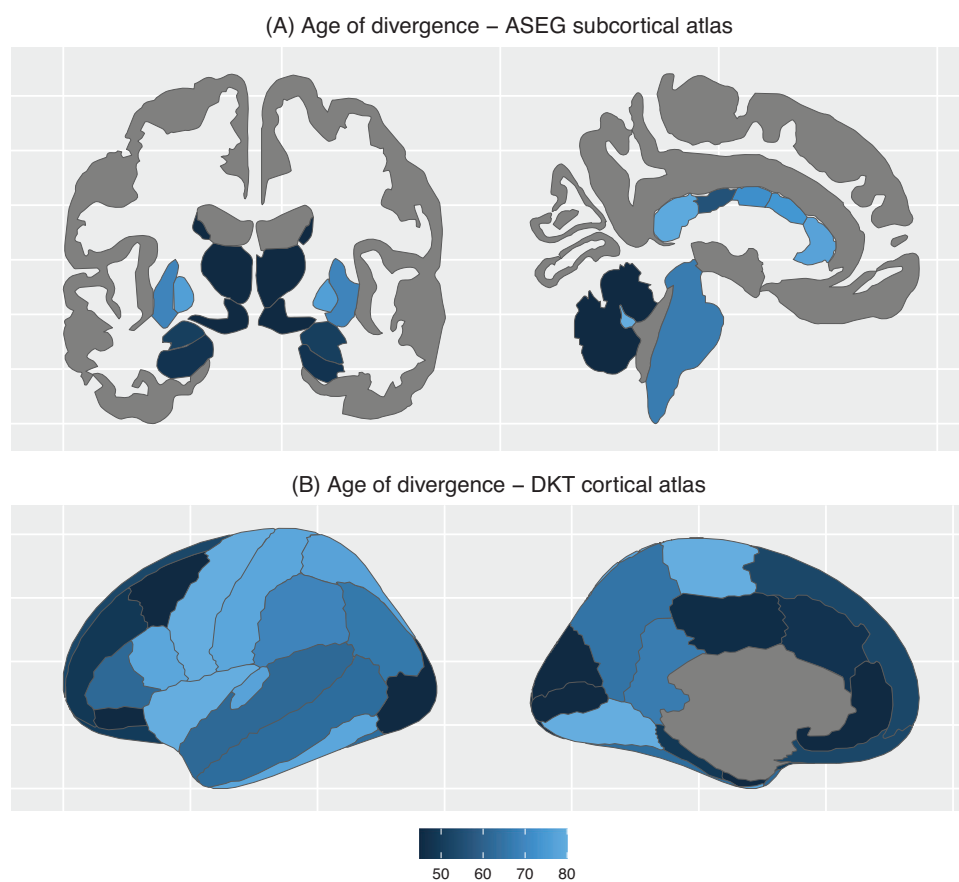 (A) Age of divergence – ASEG subcortical atlas
(B) Age of divergence – DKT cortical atlas
50 60 70 80